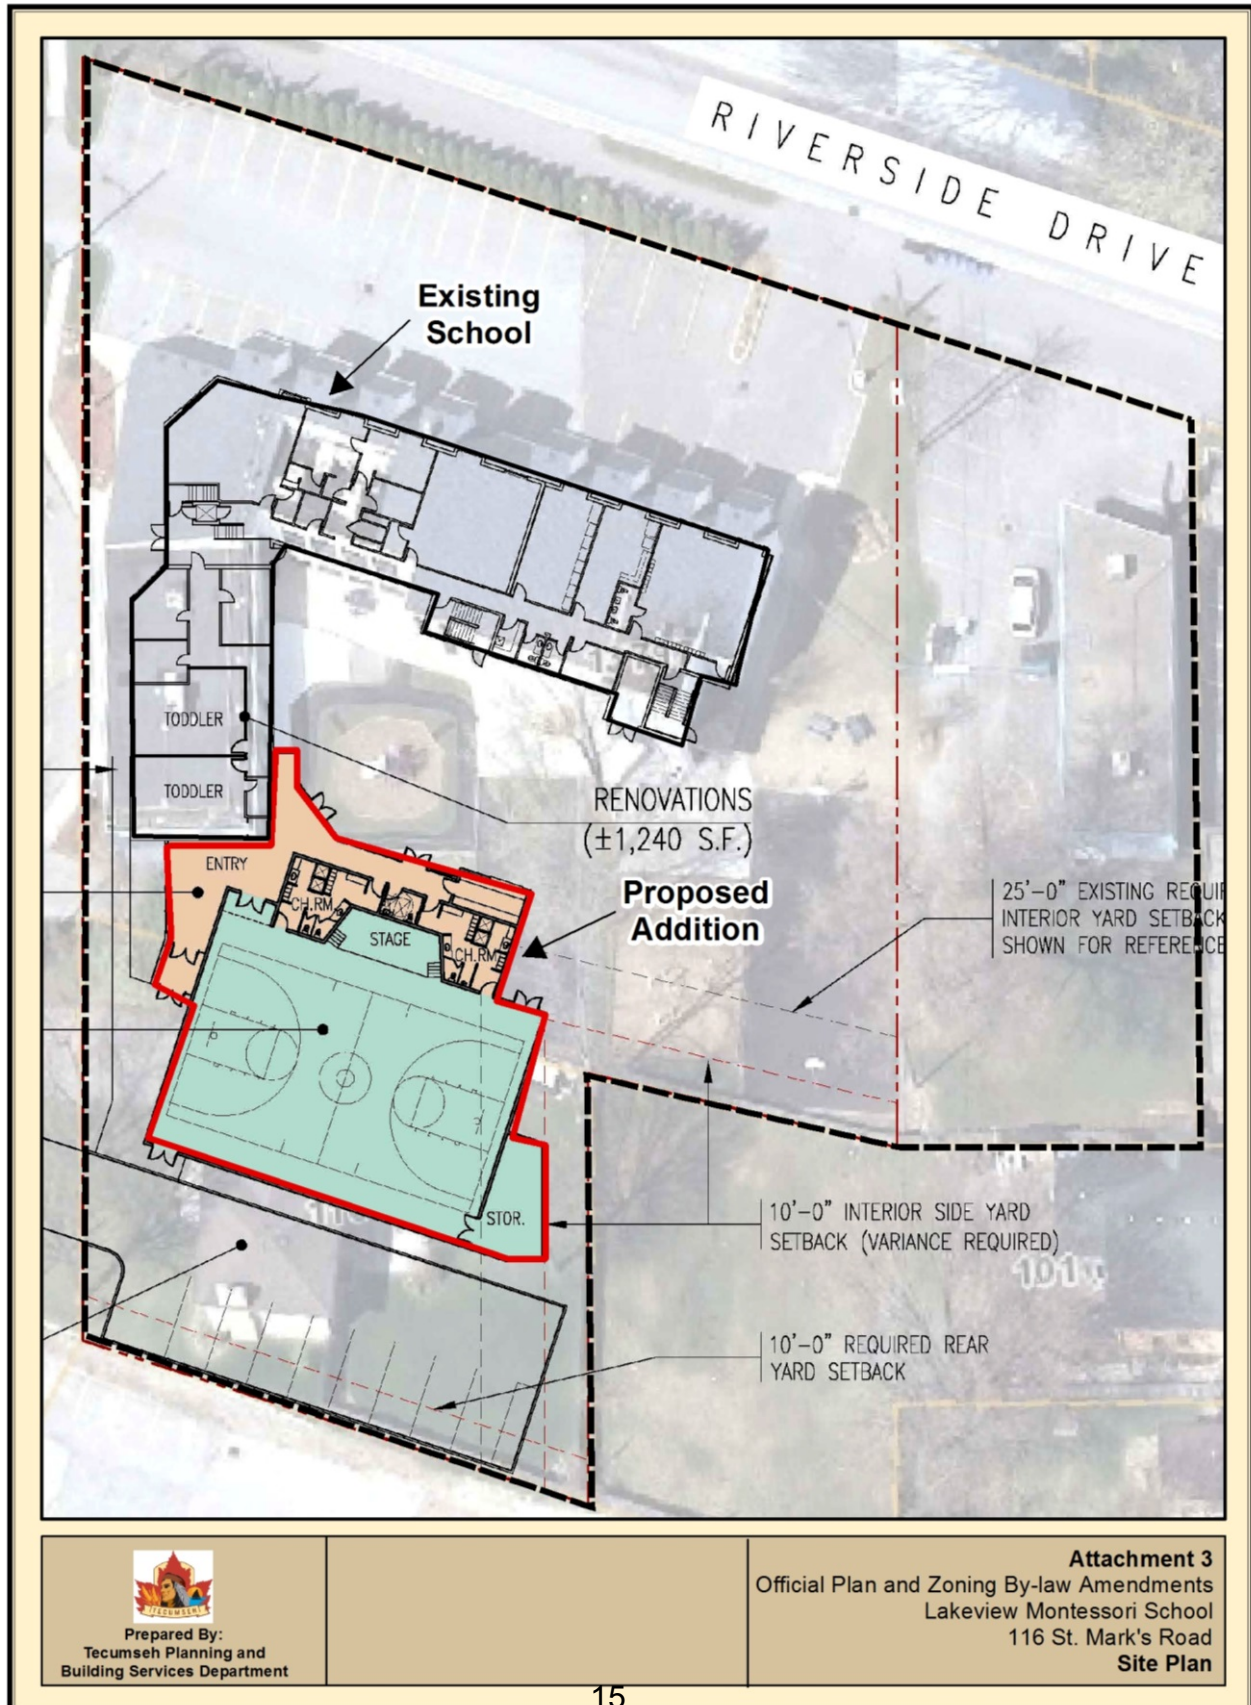 RIVERSIDE DRIVE
Existing
School
TODDLER
TODDLER
RENOVATIONS
(±1,240 S.F.)
ENTRY
CH.RM
STAGE
CH.RM
Proposed
Addition
25'-0" EXISTING REQUI
INTERIOR YARD SETBACK
SHOWN FOR REFERENCE
STOR.
10'-0" INTERIOR SIDE YARD
SETBACK (VARIANCE REQUIRED)
10'-0" REQUIRED REAR
YARD SETBACK
TECUMSEH
Prepared By:
Tecumseh Planning and
Building Services Department
Attachment 3
Official Plan and Zoning By-law Amendments
Lakeview Montessori School
116 St. Mark's Road
Site Plan
15